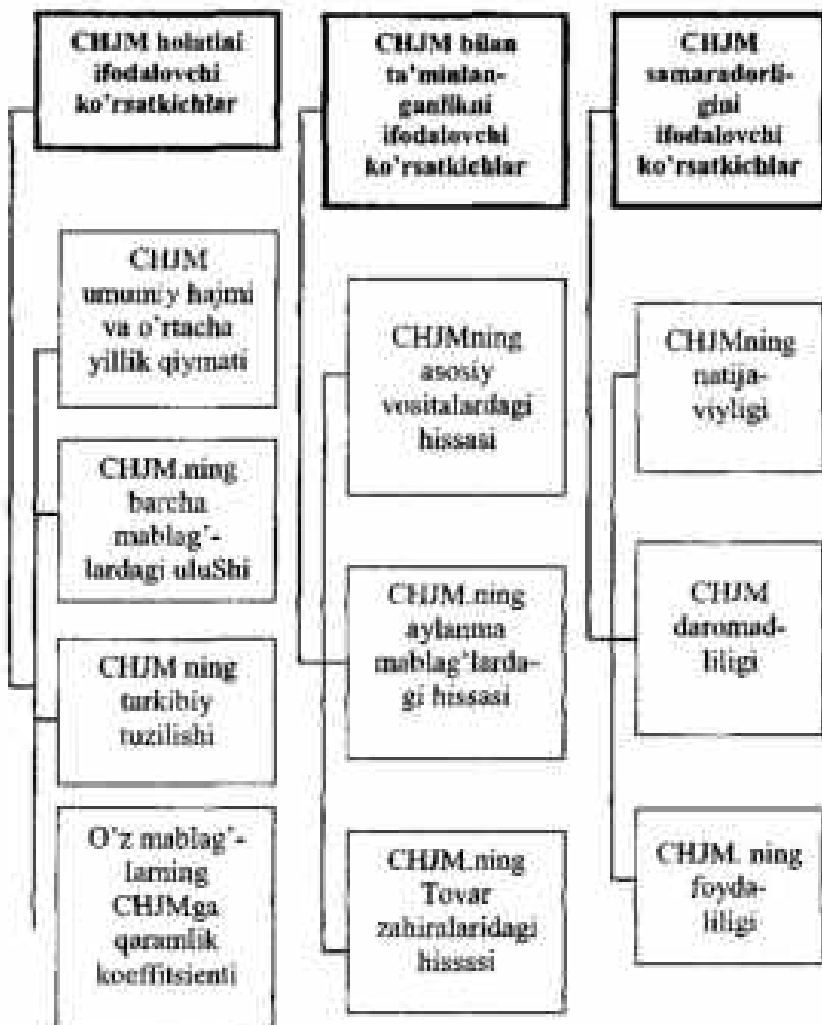 CHJM holatini
ifodalovchi
ko'rsatkichlar
CHJM umumiy hajmi
va o'rtacha
yillik qiymati
CHJM.ning
barcha
mablag'-
lardagi uluShi
CHJM ning
tarkibiy
tuzilishi
O'z mablag'-
larning
CHJMga
qaramlik
koeffitsienti
CHJM bilan
ta'minlan-
ganlikni
ifodalovchi
ko'rsatkichlar
CHJMning
asosiy
vositalardagi
hissasi
CHJM.ning
aylanma
mablag'larda-
gi hissasi
CHJM.ning
Tovar
zahiralaridagi
hissasi
CHJM
samaradorli-
gini
ifodalovchi
ko'rsatkichlar
CHJMning
natija-
viyligi
CHJM
daromad-
liligi
CHJM. ning
foyda-
liligi